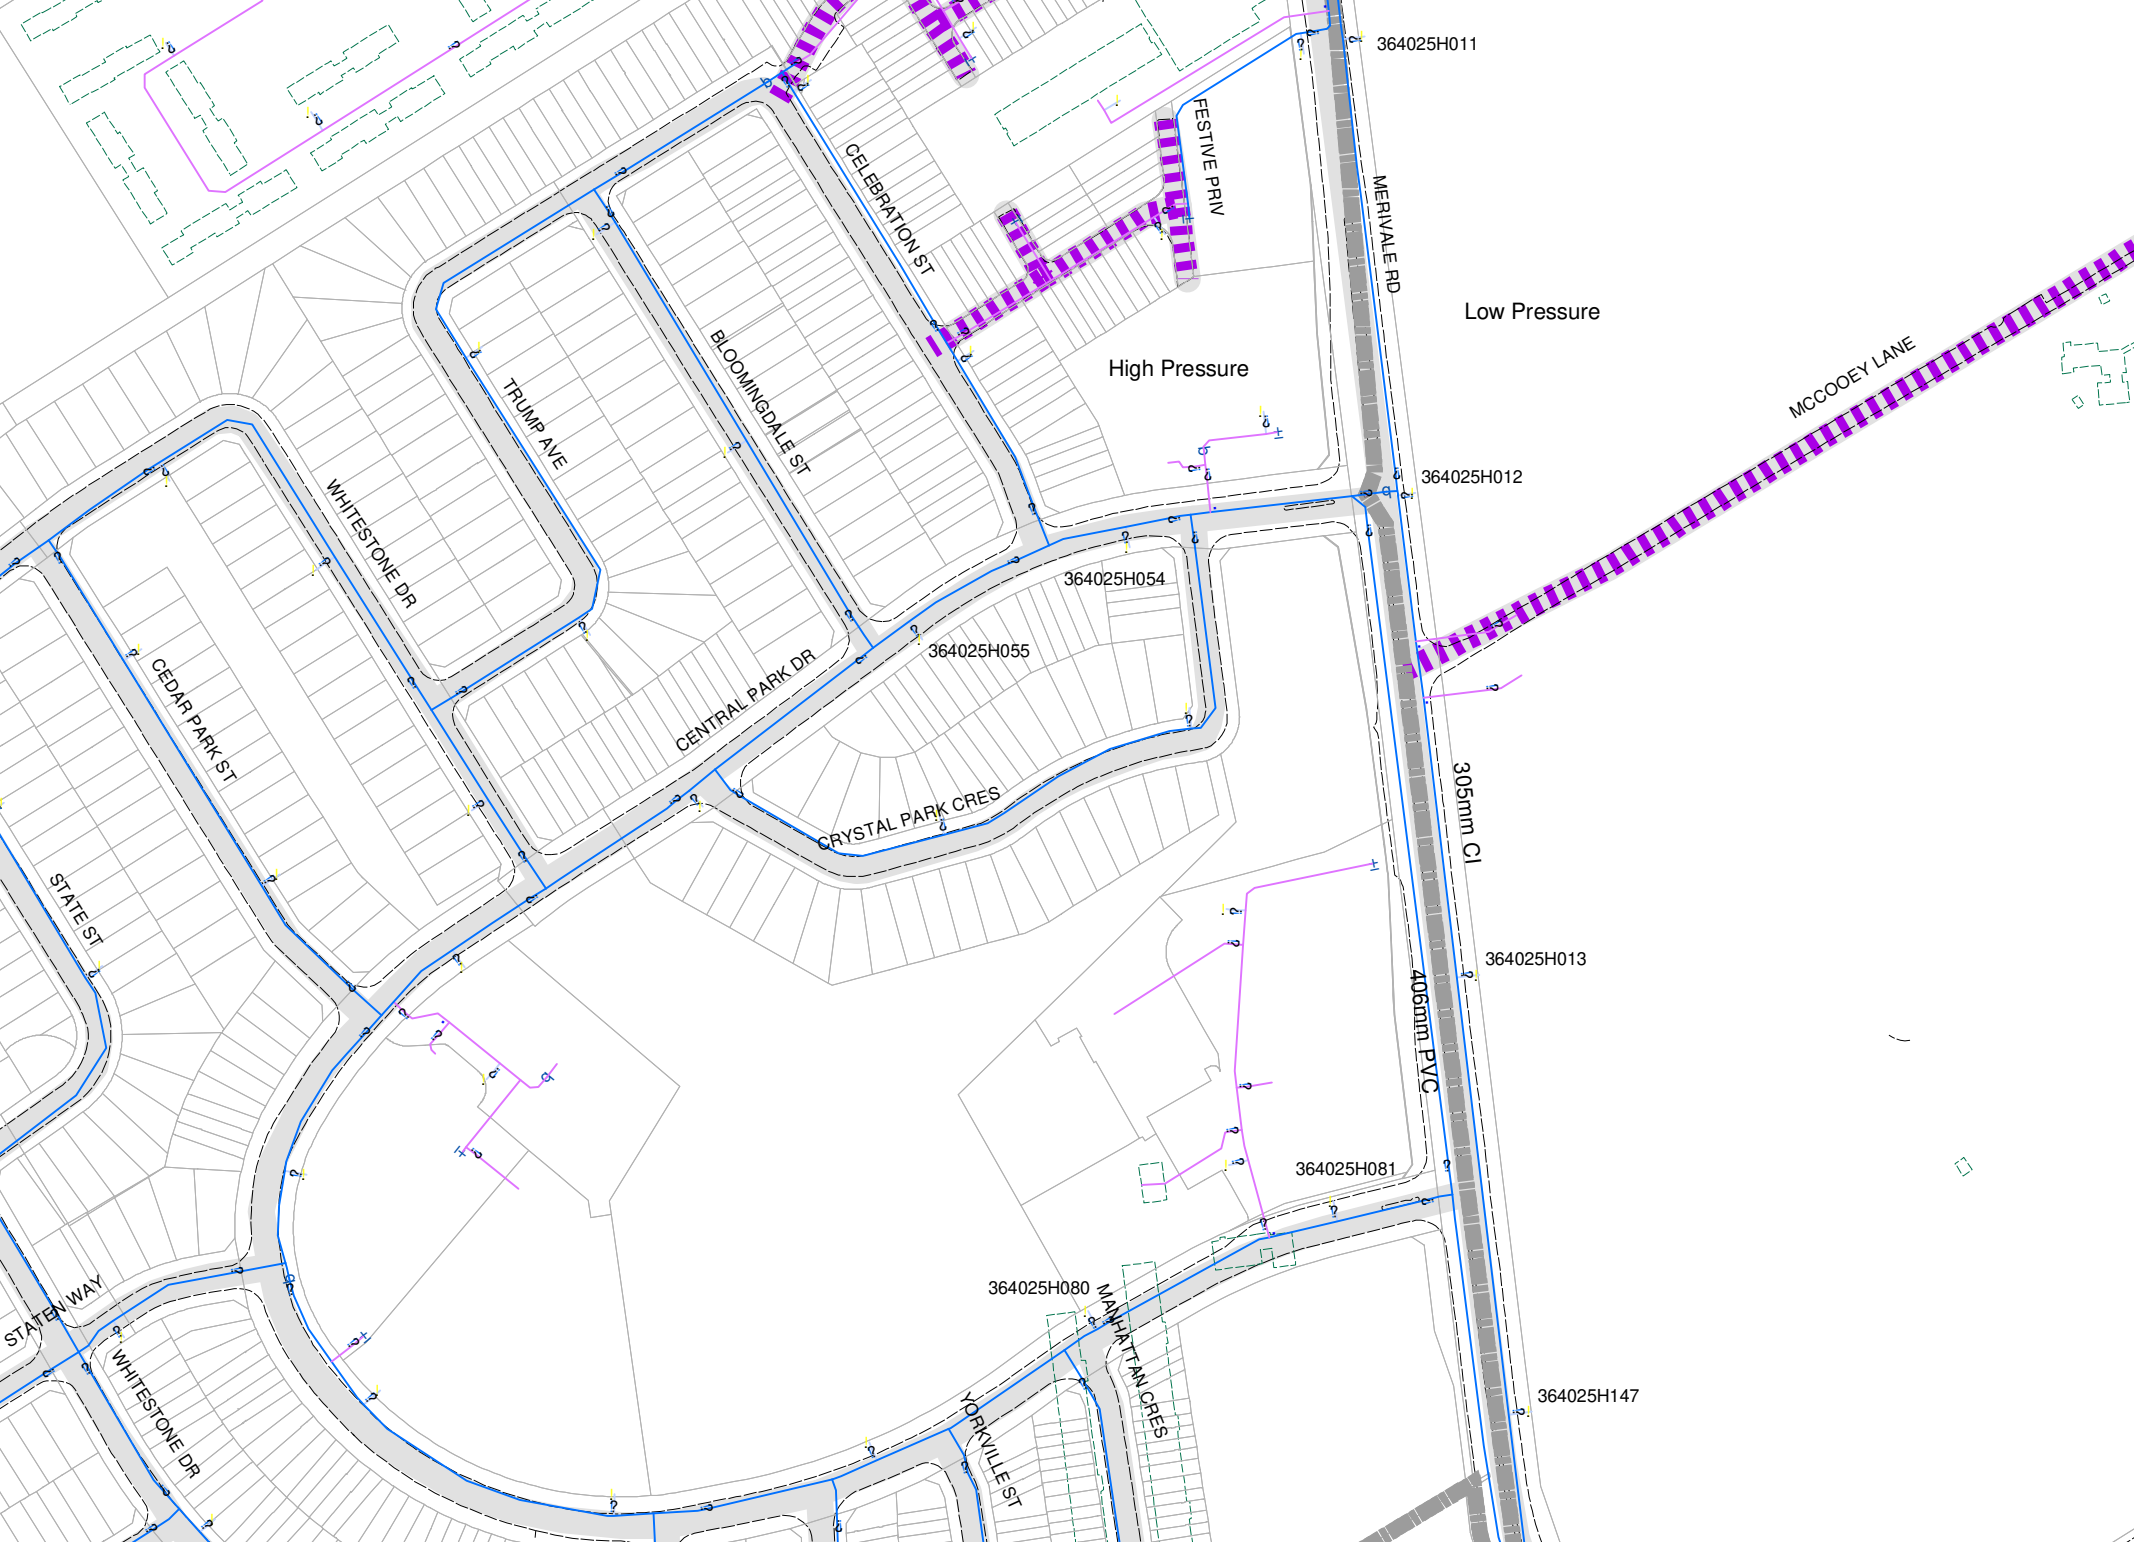 364025H011
FESTIVE PRIV
CELEBRATION ST
MERIVALE RD
Low Pressure
High Pressure
MCCOOEY LANE
BLOOMINGDALE ST
TRUMP AVE
WHITESTONE DR
364025H012
364025H054
364025H055
CENTRAL PARK DR
CEDAR PARK ST
CRYSTAL PARK CRES
305mm CI
STATE ST
364025H013
406mm PVC
364025H081
364025H080
MANHATTAN CRES
STATEN WAY
WHITESTONE DR
YORKVILLE ST
364025H147